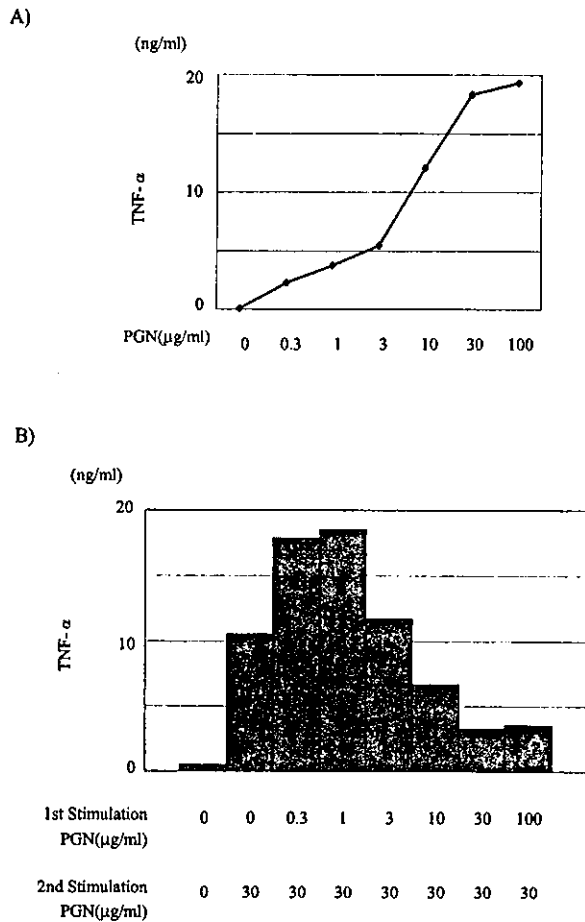 A)
(ng/ml)
20
10
0
TNF-α
PGN(μg/ml) 0 0.3 1 3 10 30 100
B)
(ng/ml)
20
10
0
TNF-α
1st Stimulation 0 0 0.3 1 3 10 30 100
PGN(μg/ml)
2nd Stimulation 0 30 30 30 30 30 30 30
PGN(μg/ml)